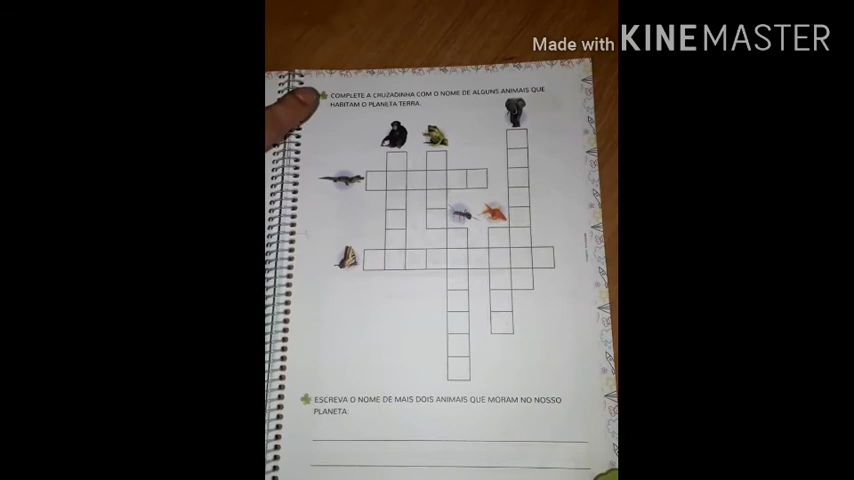 Made with KINEMASTER
COMPLETE A CRUZADINHA COM O NOME DE ALGUNS ANIMAIS QUE
HABITAM O PLANETA TERRA.
ESCREVA O NOME DE MAIS DOIS ANIMAIS QUE MORAM NO NOSSO
PLANETA: